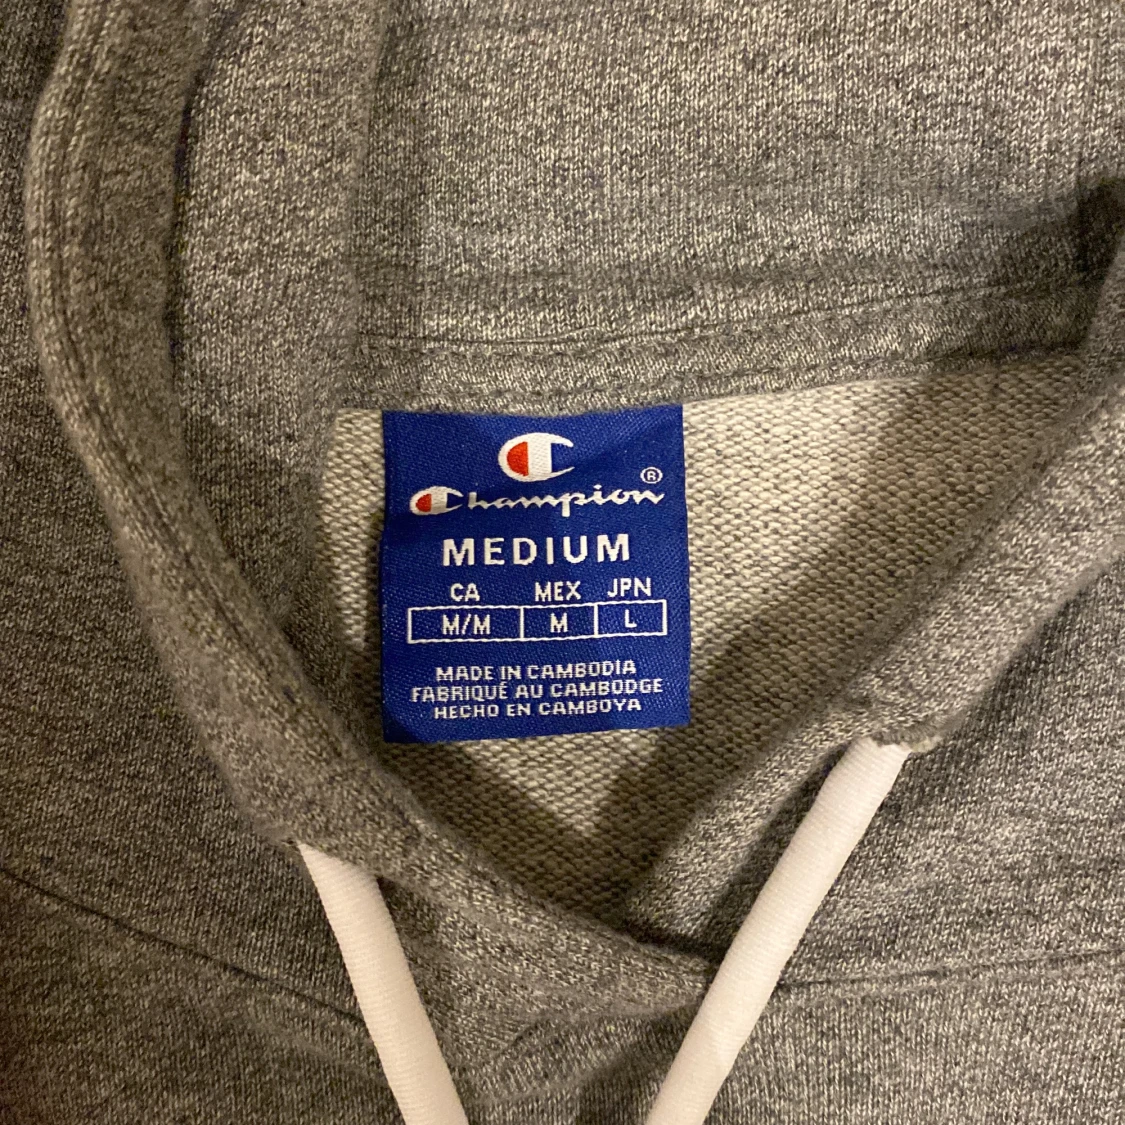 Champion®
MEDIUM
CA MEX JPN
M/M M L
MADE IN CAMBODIA
FABRIQUÉ AU CAMBODGE
HECHO EN CAMBOYA